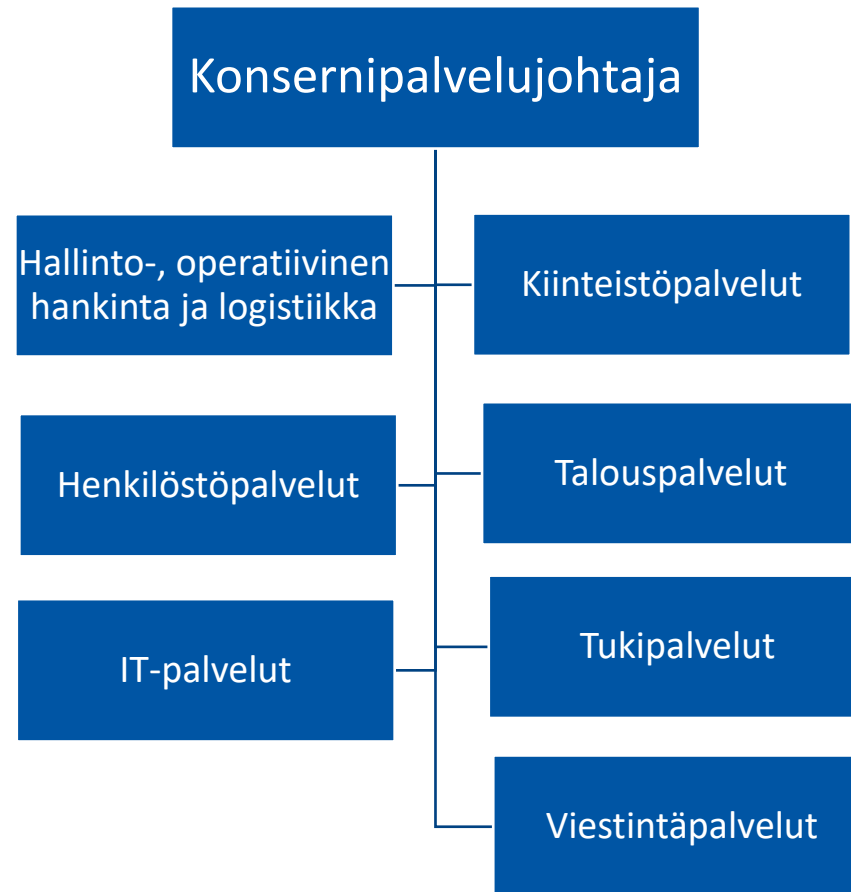 Konsernipalvelujohtaja
Hallinto-, operatiivinen
hankinta ja logistiikka
Kiinteistöpalvelut
Henkilöstöpalvelut
Talouspalvelut
IT-palvelut
Tukipalvelut
Viestintäpalvelut